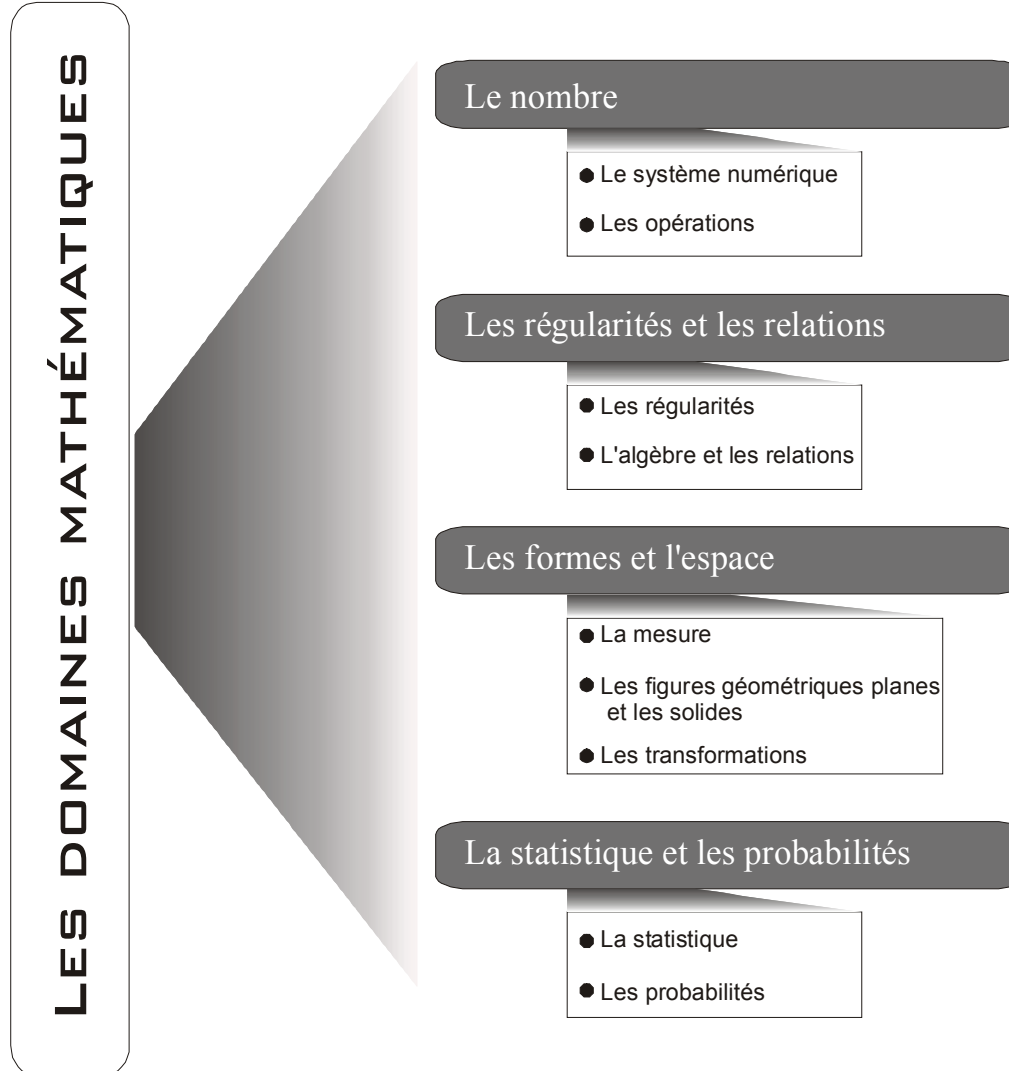 LES DOMAINES MATHÉMATIQUES
Le nombre
● Le système numérique
● Les opérations
Les régularités et les relations
● Les régularités
● L'algèbre et les relations
Les formes et l'espace
● La mesure
● Les figures géométriques planes
et les solides
● Les transformations
La statistique et les probabilités
● La statistique
● Les probabilités